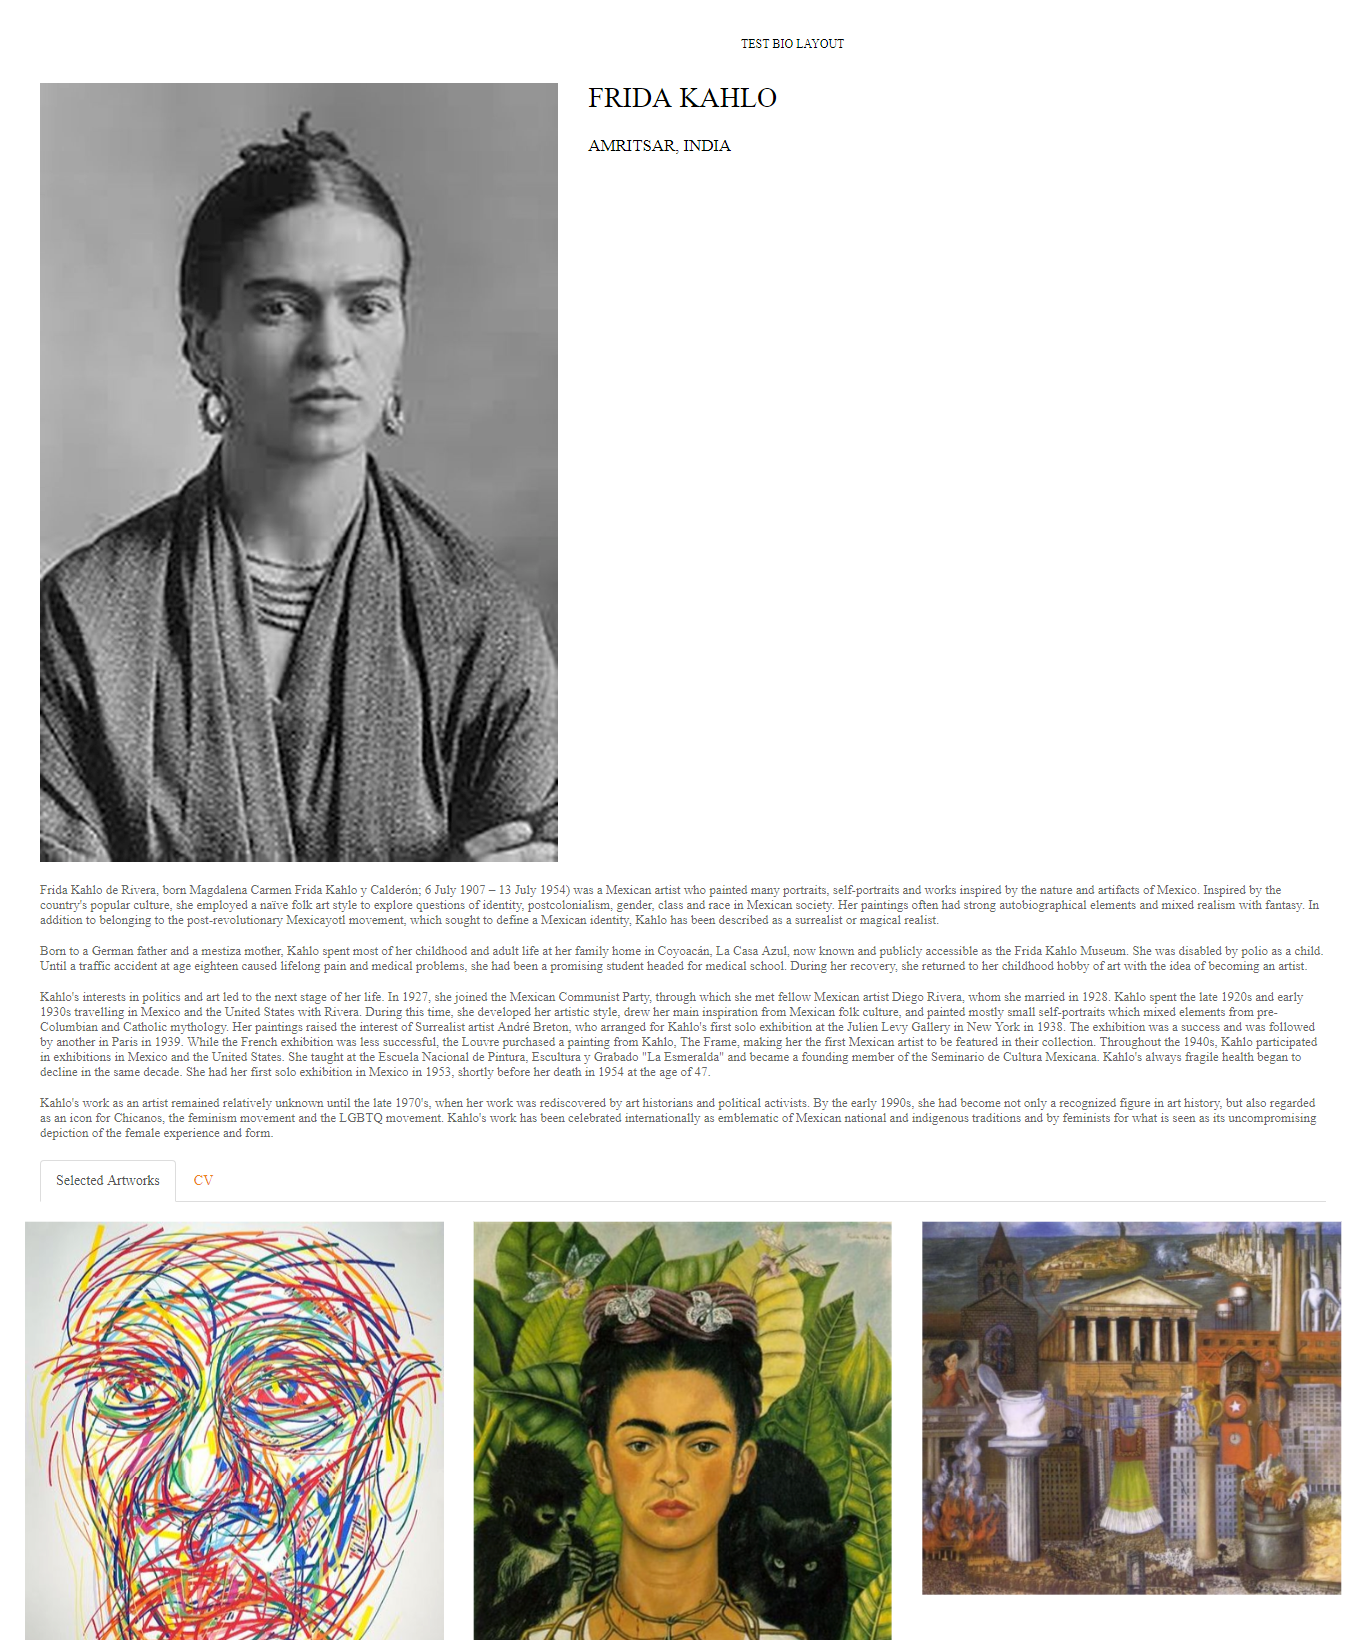 TEST BIO LAYOUT
FRIDA KAHLO
AMRITSAR, INDIA
Frida Kahlo de Rivera, born Magdalena Carmen Frida Kahlo y Calderón; 6 July 1907 – 13 July 1954) was a Mexican artist who painted many portraits, self-portraits and works inspired by the nature and artifacts of Mexico. Inspired by the
country's popular culture, she employed a naïve folk art style to explore questions of identity, postcolonialism, gender, class and race in Mexican society. Her paintings often had strong autobiographical elements and mixed realism with fantasy. In
addition to belonging to the post-revolutionary Mexicayotl movement, which sought to define a Mexican identity, Kahlo has been described as a surrealist or magical realist.
Born to a German father and a mestiza mother, Kahlo spent most of her childhood and adult life at her family home in Coyoacán, La Casa Azul, now known and publicly accessible as the Frida Kahlo Museum. She was disabled by polio as a child.
Until a traffic accident at age eighteen caused lifelong pain and medical problems, she had been a promising student headed for medical school. During her recovery, she returned to her childhood hobby of art with the idea of becoming an artist.
Kahlo's interests in politics and art led to the next stage of her life. In 1927, she joined the Mexican Communist Party, through which she met fellow Mexican artist Diego Rivera, whom she married in 1928. Kahlo spent the late 1920s and early
1930s travelling in Mexico and the United States with Rivera. During this time, she developed her artistic style, drew her main inspiration from Mexican folk culture, and painted mostly small self-portraits which mixed elements from pre-
Columbian and Catholic mythology. Her paintings raised the interest of Surrealist artist André Breton, who arranged for Kahlo's first solo exhibition at the Julien Levy Gallery in New York in 1938. The exhibition was a success and was followed
by another in Paris in 1939. While the French exhibition was less successful, the Louvre purchased a painting from Kahlo, The Frame, making her the first Mexican artist to be featured in their collection. Throughout the 1940s, Kahlo participated
in exhibitions in Mexico and the United States. She taught at the Escuela Nacional de Pintura, Escultura y Grabado "La Esmeralda" and became a founding member of the Seminario de Cultura Mexicana. Kahlo's always fragile health began to
decline in the same decade. She had her first solo exhibition in Mexico in 1953, shortly before her death in 1954 at the age of 47.
Kahlo's work as an artist remained relatively unknown until the late 1970's, when her work was rediscovered by art historians and political activists. By the early 1990s, she had become not only a recognized figure in art history, but also regarded
as an icon for Chicanos, the feminism movement and the LGBTQ movement. Kahlo's work has been celebrated internationally as emblematic of Mexican national and indigenous traditions and by feminists for what is seen as its uncompromising
depiction of the female experience and form.
Selected Artworks
CV